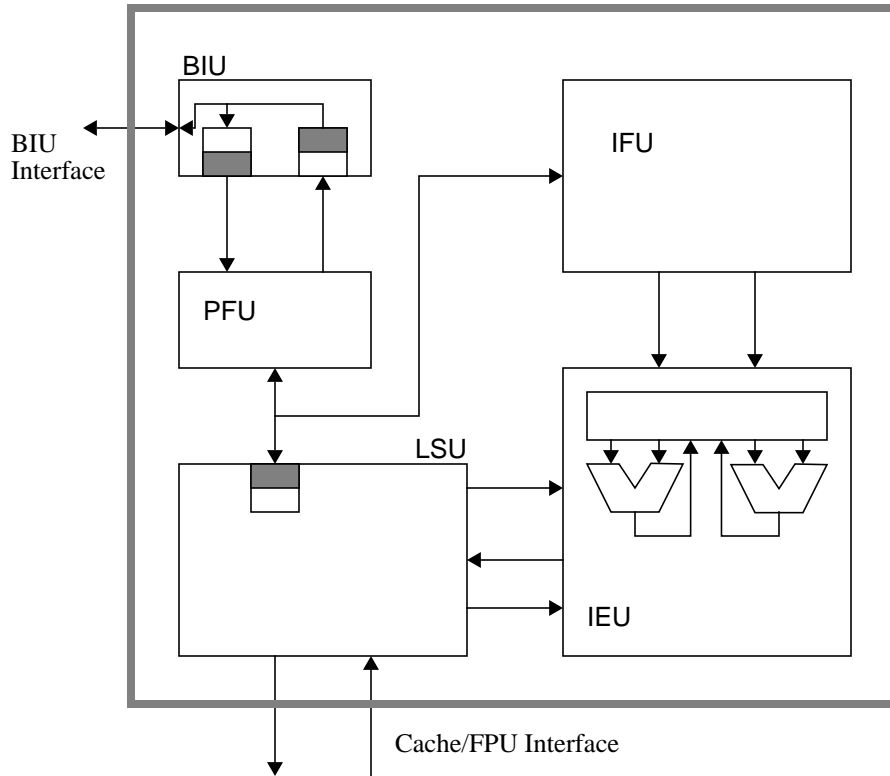 BIU
BIU
Interface
IFU
PFU
LSU
IEU
Cache/FPU Interface